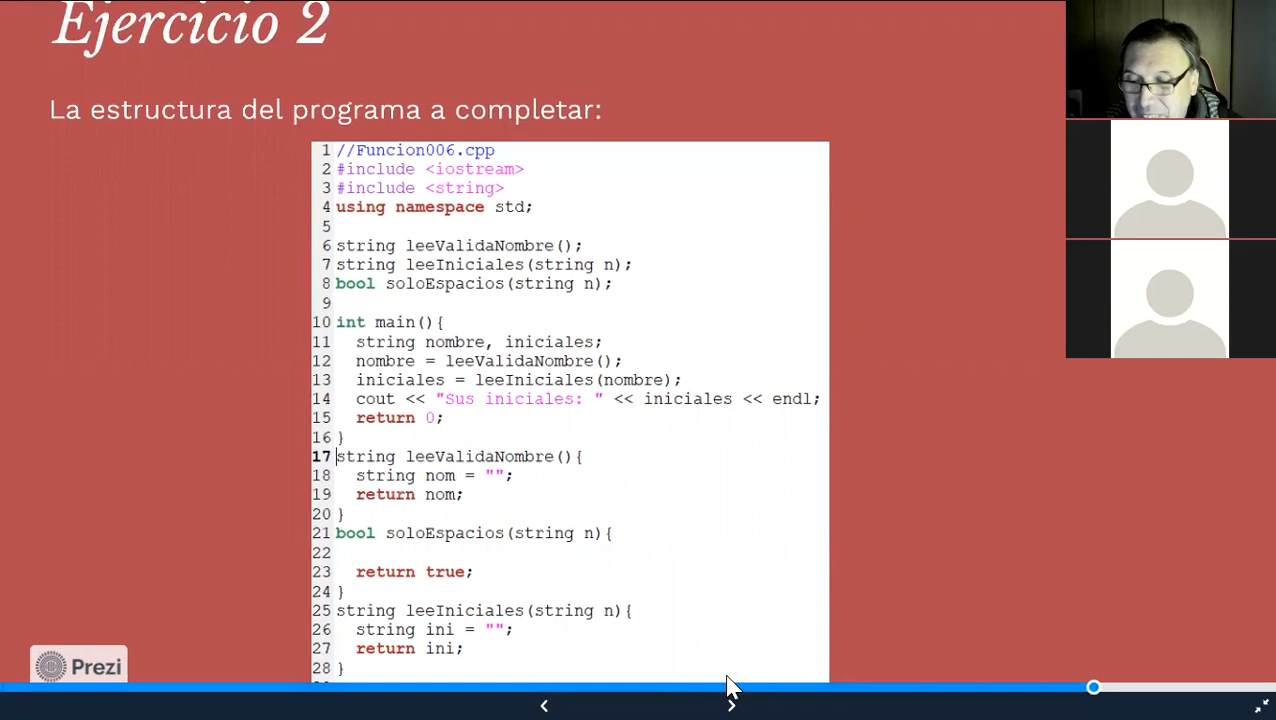 Ejercicio 2
La estructura del programa a completar:
1 //Funcion006.cpp
2 #include <iostream>
3 #include <string>
4 using namespace std;
5
6 string leeValidaNombre();
7 string leeIniciales(string n);
8 bool soloEspacios(string n);
9
10 int main(){
11   string nombre, iniciales;
12   nombre = leeValidaNombre();
13   iniciales = leeIniciales(nombre);
14   cout << "Sus iniciales: " << iniciales << endl;
15   return 0;
16 }
17 string leeValidaNombre(){
18   string nom = "";
19   return nom;
20 }
21 bool soloEspacios(string n){
22
23   return true;
24 }
25 string leeIniciales(string n){
26   string ini = "";
27   return ini;
28 }
Prezi